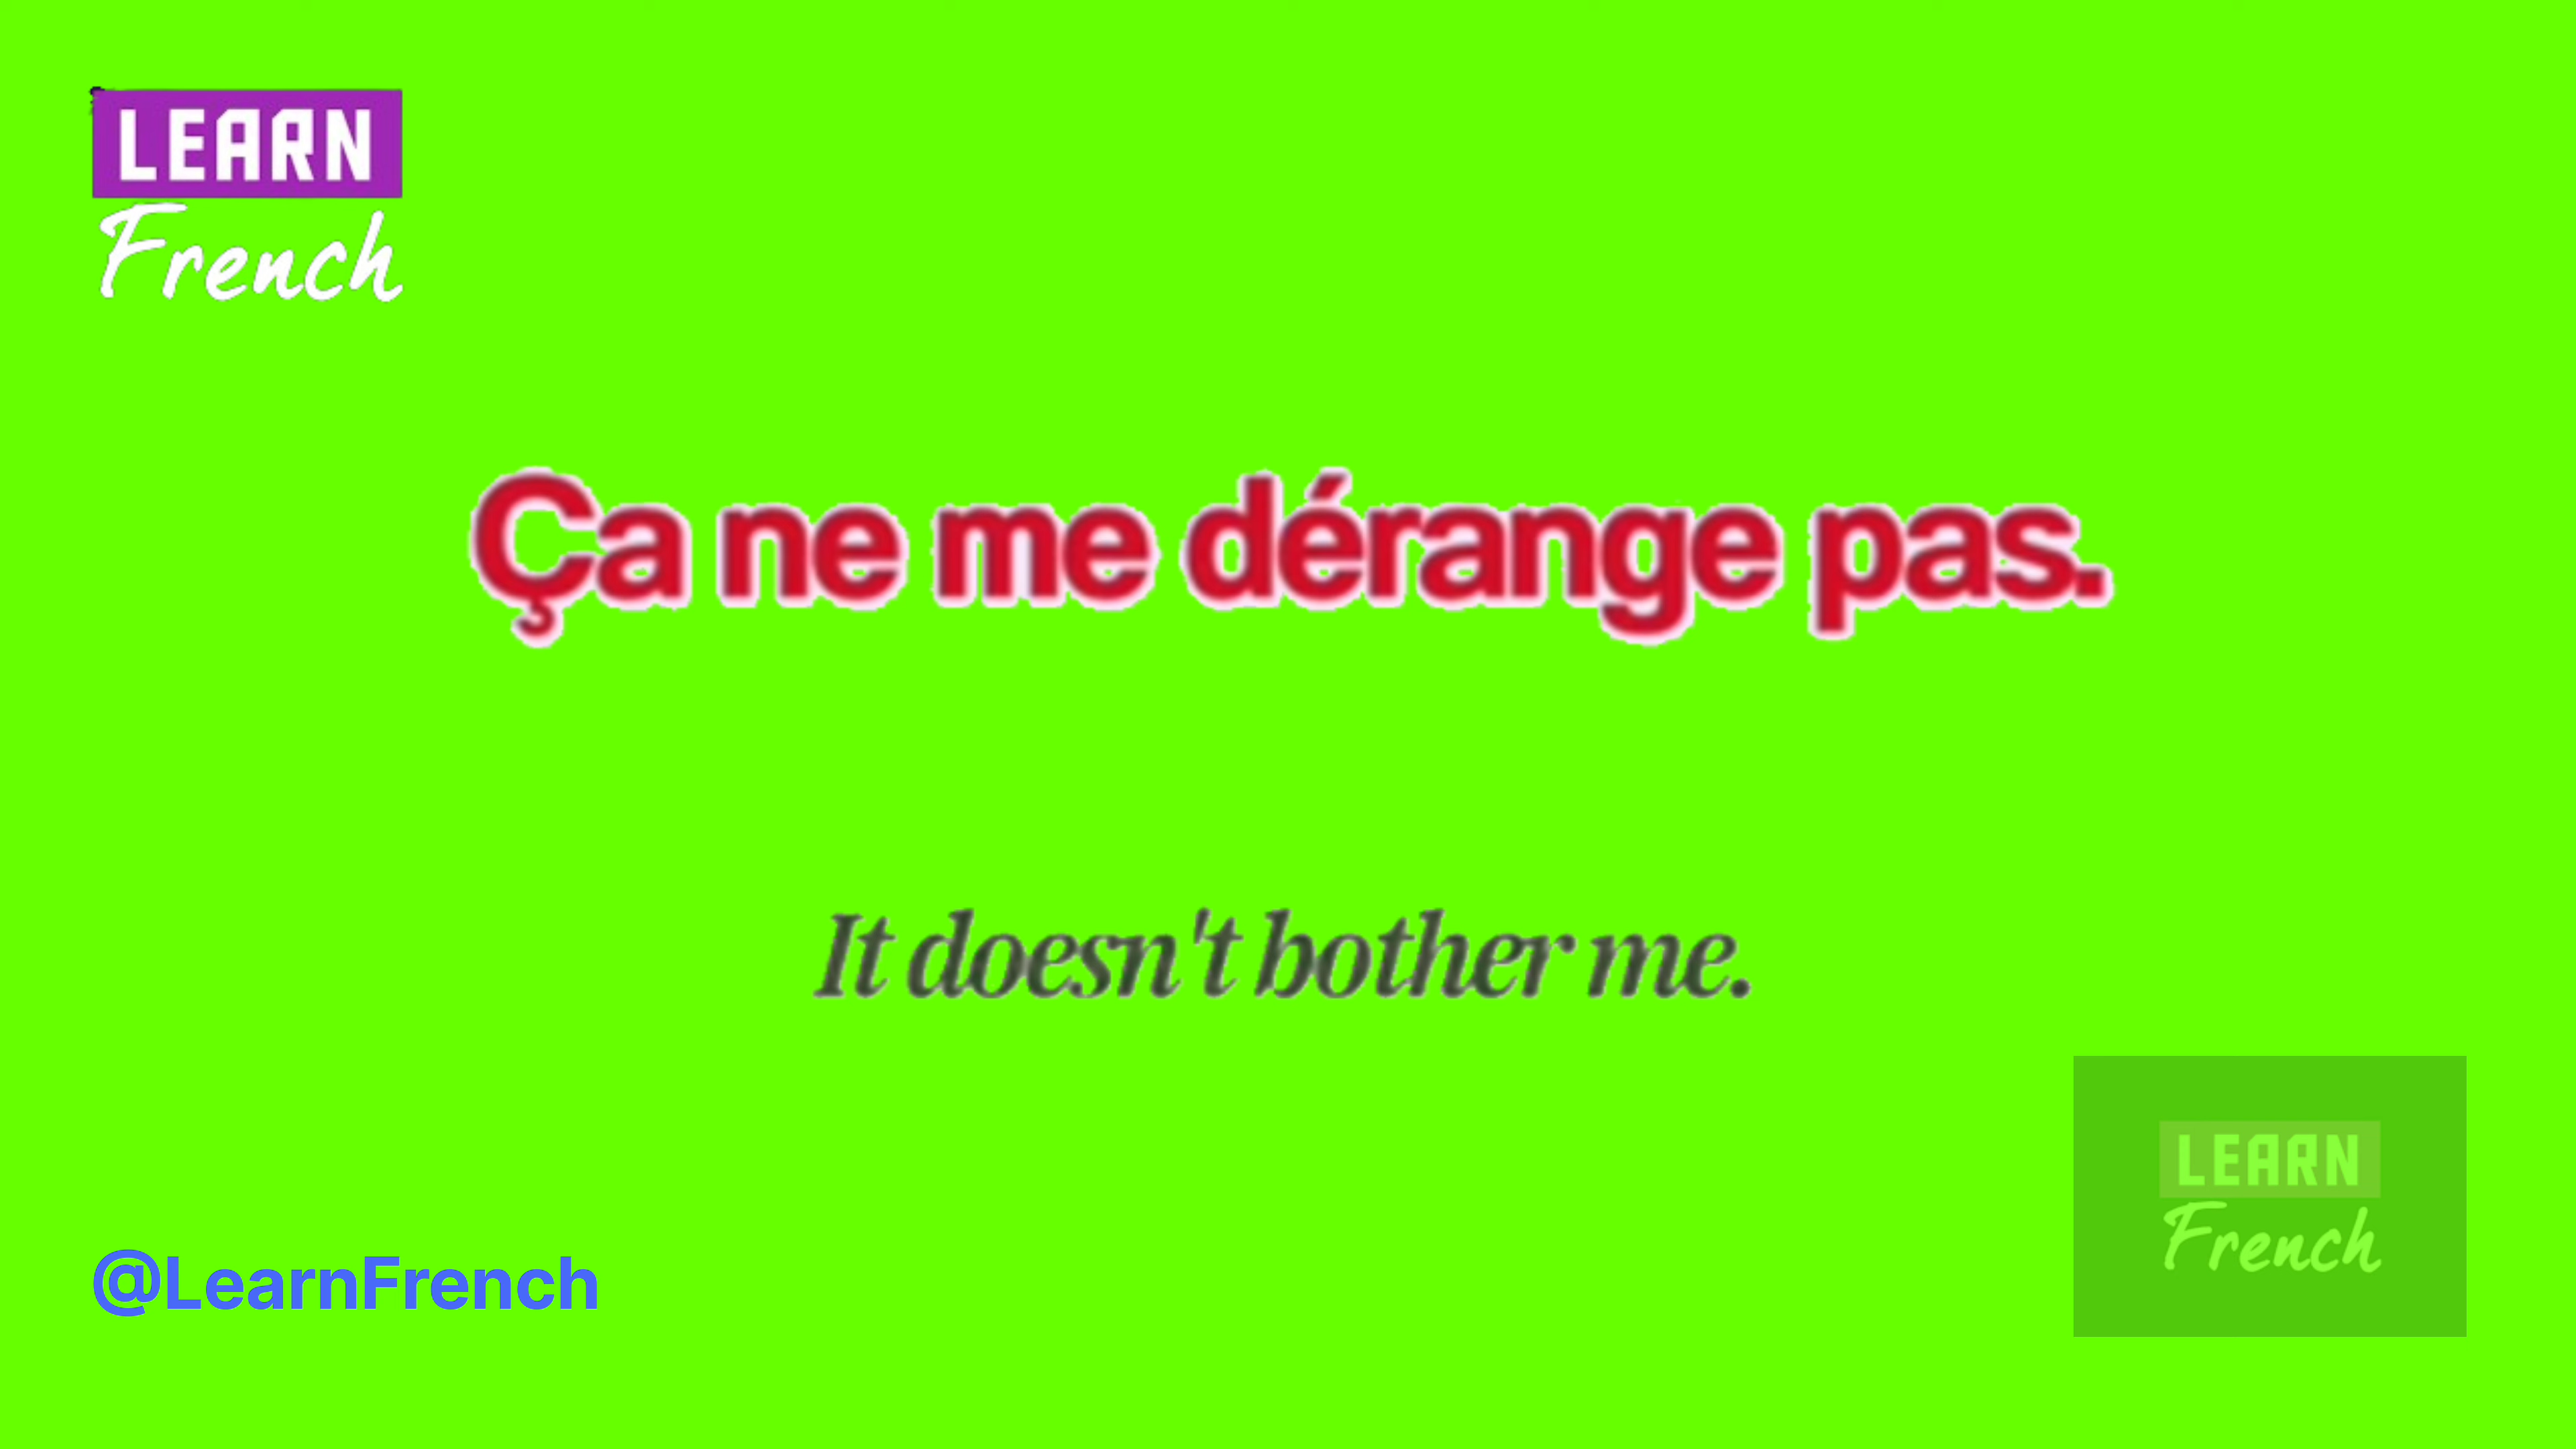 LEARN
French
Ça ne me dérange pas.
It doesn't bother me.
LEARN
French
@LearnFrench